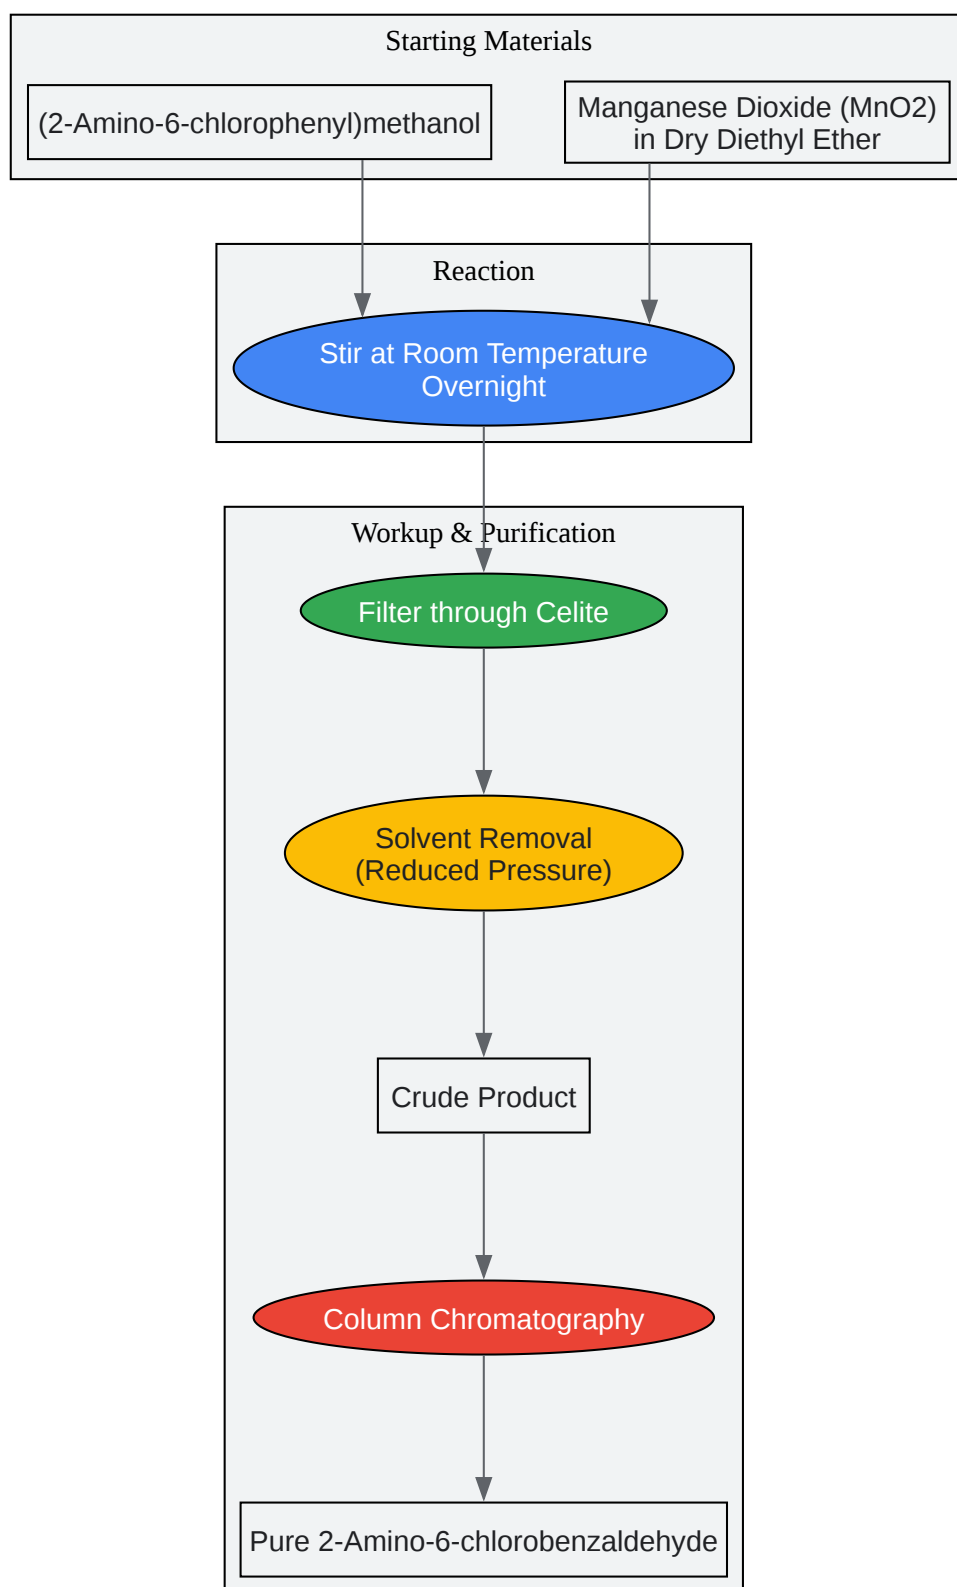 Starting Materials
(2-Amino-6-chlorophenyl)methanol
Manganese Dioxide (MnO2)
in Dry Diethyl Ether
Reaction
Stir at Room Temperature
Overnight
Workup & Purification
Filter through Celite
Solvent Removal
(Reduced Pressure)
Crude Product
Column Chromatography
Pure 2-Amino-6-chlorobenzaldehyde